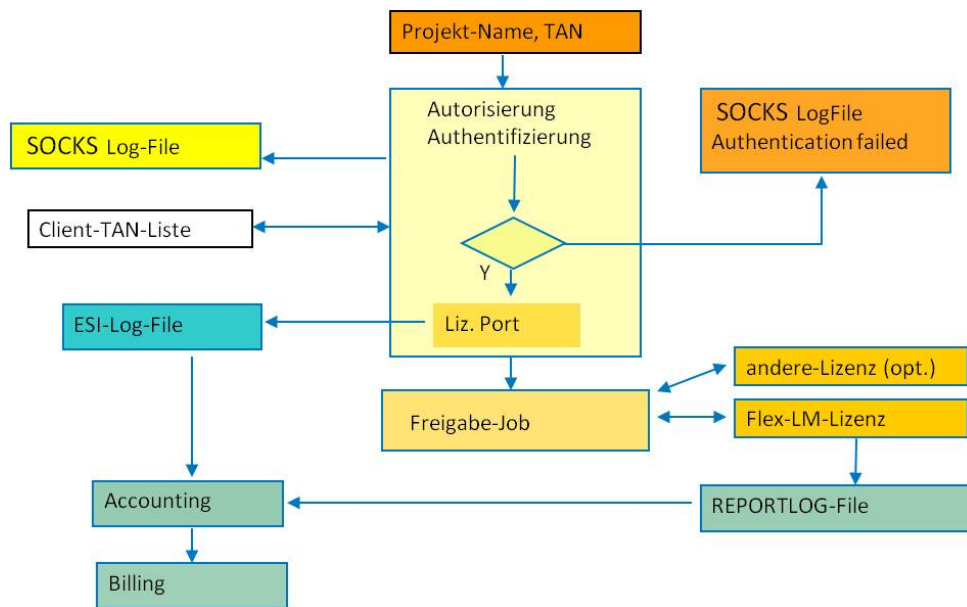 Projekt-Name, TAN
Autorisierung
Authentifizierung
SOCKS LogFile
Authentication failed
SOCKS Log-File
Client-TAN-Liste
Y
ESI-Log-File
Liz. Port
andere-Lizenz (opt.)
Freigabe-Job
Flex-LM-Lizenz
Accounting
REPORTLOG-File
Billing